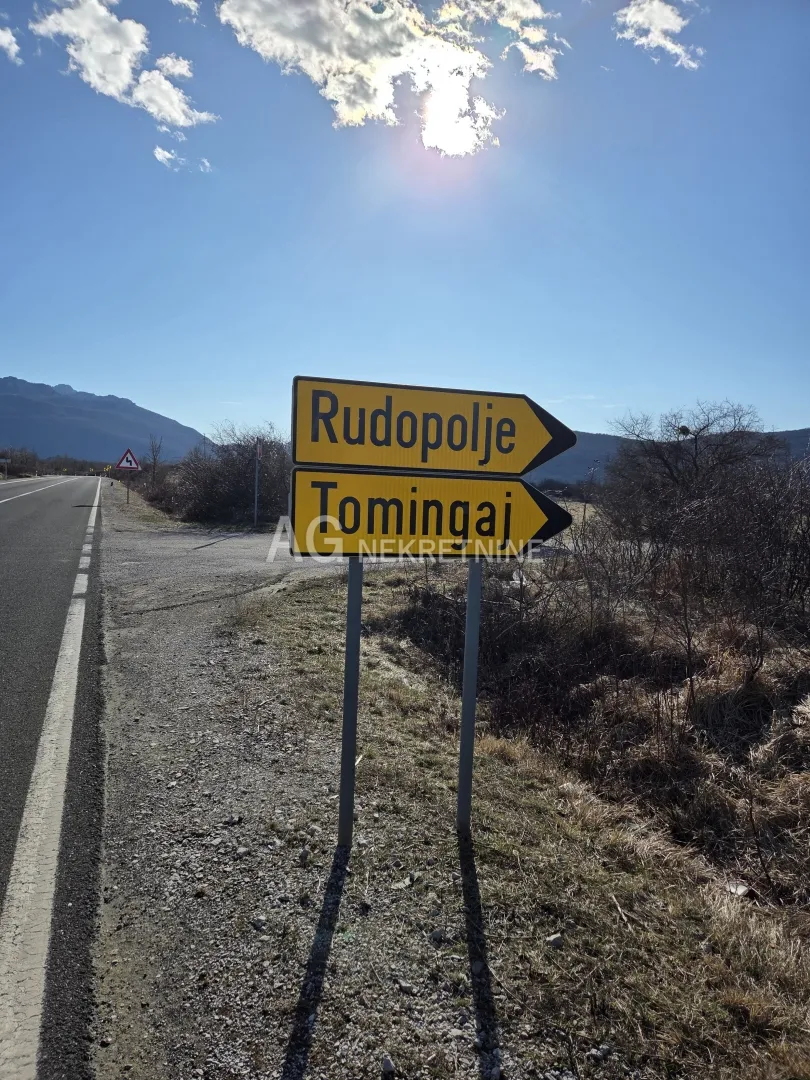 Rudopolje
Tomingaj
AG NEKRETNINE